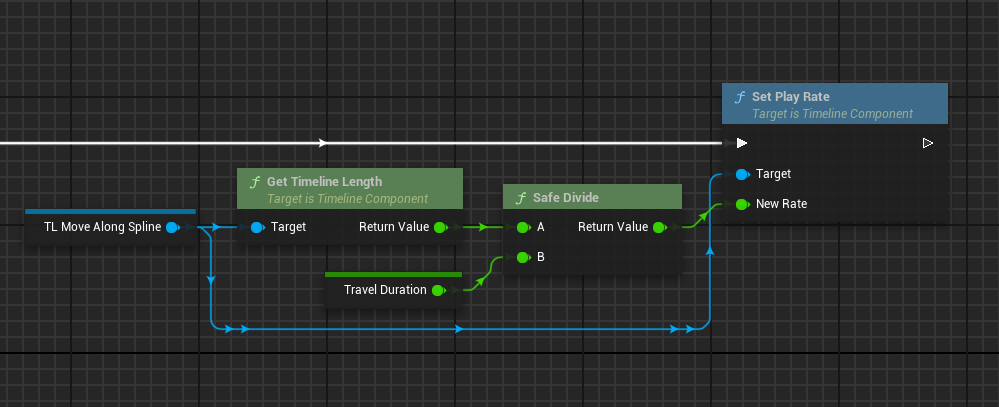 Set Play Rate
Target is Timeline Component
Target
New Rate
Get Timeline Length
Target is Timeline Component
Target Return Value
Safe Divide
A Return Value
B
TL Move Along Spline
Travel Duration